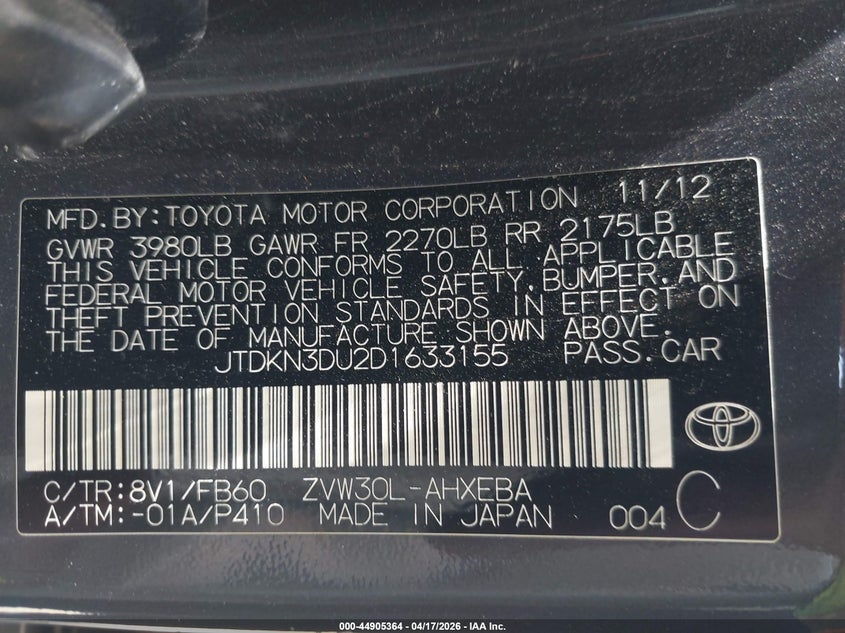 MFD.BY:TOYOTA MOTOR CORPORATION 11/12
GVWR 3980LB GAWR FR 2270LB RR 2175LB
THIS VEHICLE CONFORMS TO ALL APPLICABLE
FEDERAL MOTOR VEHICLE SAFETY,BUMPER,AND
THEFT PREVENTION STANDARDS IN EFFECT ON
THE DATE OF MANUFACTURE SHOWN ABOVE.
JTDKN3DU2D1633155 PASS.CAR
C/TR:8V1/FB60 ZVW30L-AHXEBA
A/TM:-01A/P410 MADE IN JAPAN 004 C
000-44905364 - 04/17/2026 - IAA Inc.